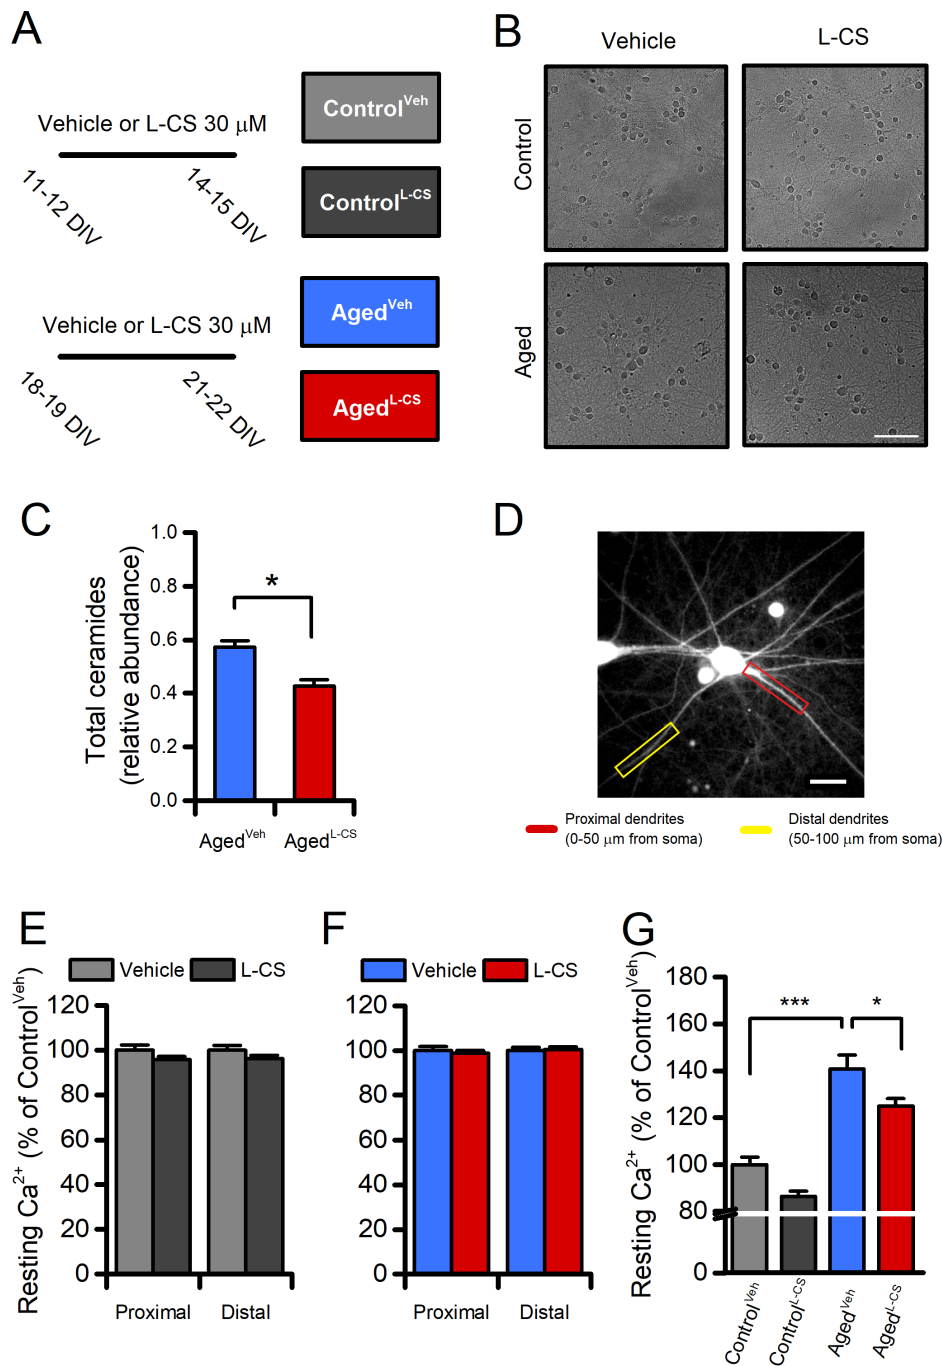 A
Vehicle or L-CS 30 μM
11-12 DIV
14-15 DIV
Control^Veh
Control^L-CS
Vehicle or L-CS 30 μM
18-19 DIV
21-22 DIV
Aged^Veh
Aged^L-CS
B
Vehicle
L-CS
Control
Aged
C
Total ceramides
(relative abundance)
1.0
0.8
0.6
0.4
0.2
0.0
*
Aged^Veh
Aged^L-CS
D
Proximal dendrites
(0-50 μm from soma)
Distal dendrites
(50-100 μm from soma)
E
Vehicle
L-CS
Resting Ca²⁺ (% of Control^Veh)
120
100
80
60
40
20
0
Proximal
Distal
F
Vehicle
L-CS
120
100
80
60
40
20
0
Proximal
Distal
G
Resting Ca²⁺ (% of Control^Veh)
180
160
140
120
100
80
0
***
*
Control^Veh
Control^L-CS
Aged^Veh
Aged^L-CS